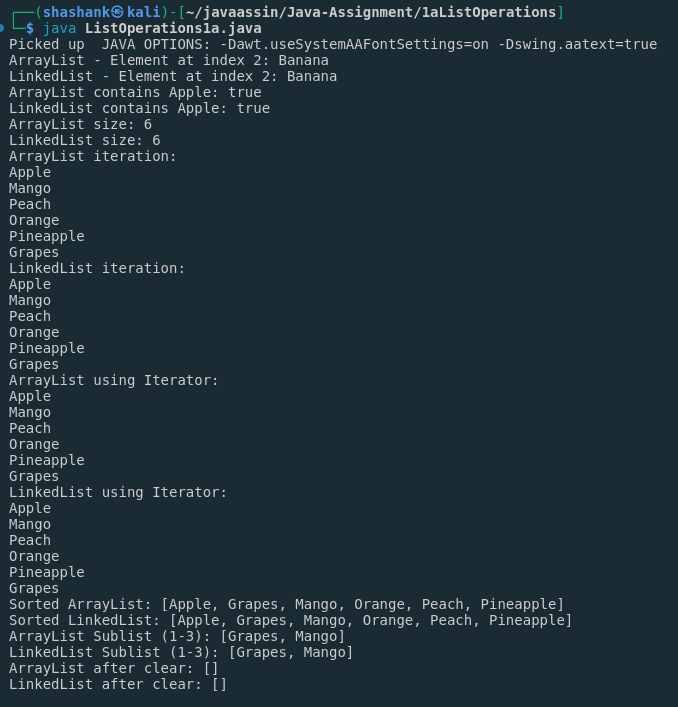 ┌──(shashank㉿kali)-[~/javaassin/Java-Assignment/1aListOperations]
└─$ java ListOperations1a.java
Picked up _JAVA_OPTIONS: -Dawt.useSystemAAFontSettings=on -Dswing.aatext=true
ArrayList - Element at index 2: Banana
LinkedList - Element at index 2: Banana
ArrayList contains Apple: true
LinkedList contains Apple: true
ArrayList size: 6
LinkedList size: 6
ArrayList iteration:
Apple
Mango
Peach
Orange
Pineapple
Grapes
LinkedList iteration:
Apple
Mango
Peach
Orange
Pineapple
Grapes
ArrayList using Iterator:
Apple
Mango
Peach
Orange
Pineapple
Grapes
LinkedList using Iterator:
Apple
Mango
Peach
Orange
Pineapple
Grapes
Sorted ArrayList: [Apple, Grapes, Mango, Orange, Peach, Pineapple]
Sorted LinkedList: [Apple, Grapes, Mango, Orange, Peach, Pineapple]
ArrayList Sublist (1-3): [Grapes, Mango]
LinkedList Sublist (1-3): [Grapes, Mango]
ArrayList after clear: []
LinkedList after clear: []